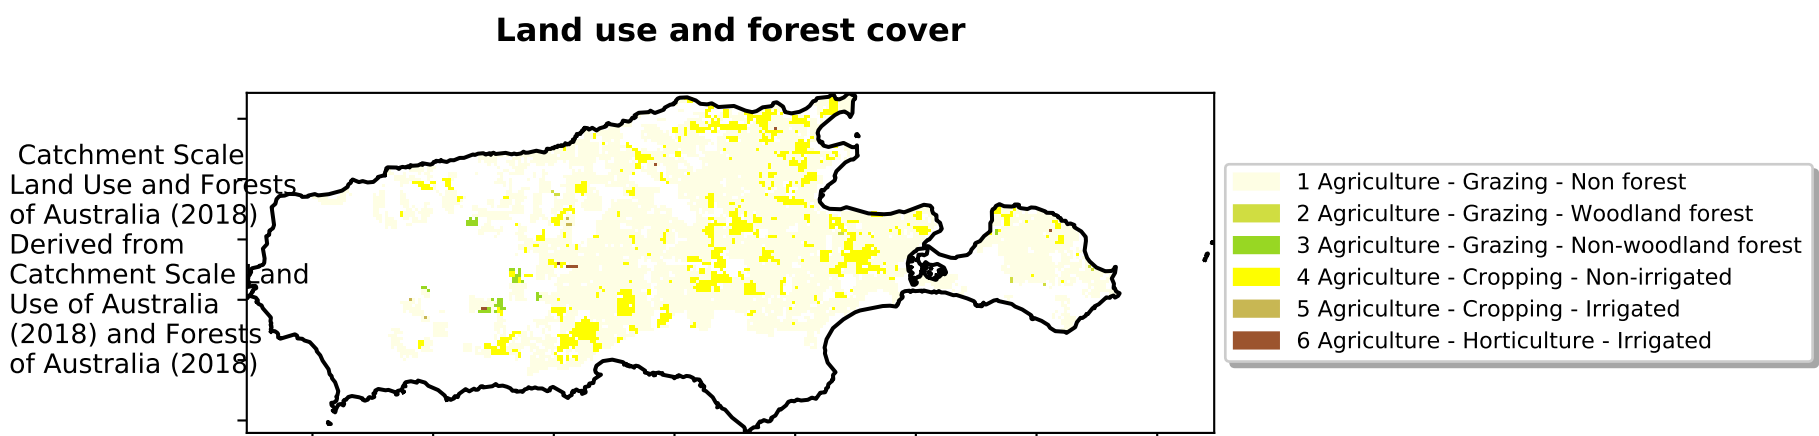 Land use and forest cover
Catchment Scale
Land Use and Forests
of Australia (2018)
Derived from
Catchment Scale Land
Use of Australia
(2018) and Forests
of Australia (2018)
1 Agriculture - Grazing - Non forest
2 Agriculture - Grazing - Woodland forest
3 Agriculture - Grazing - Non-woodland forest
4 Agriculture - Cropping - Non-irrigated
5 Agriculture - Cropping - Irrigated
6 Agriculture - Horticulture - Irrigated